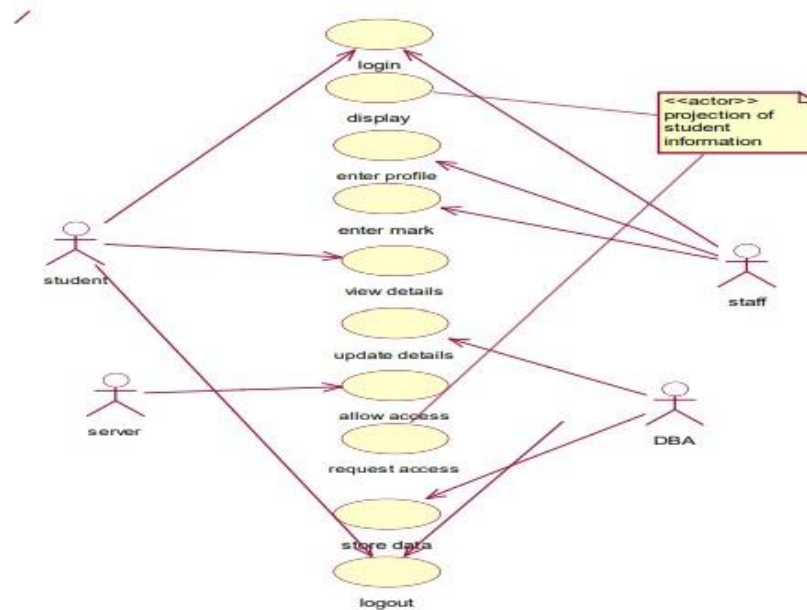 login
display
<<actor>>
projection of
student
information
enter profile
enter mark
student
view details
staff
update details
server
allow access
DBA
request access
store data
logout